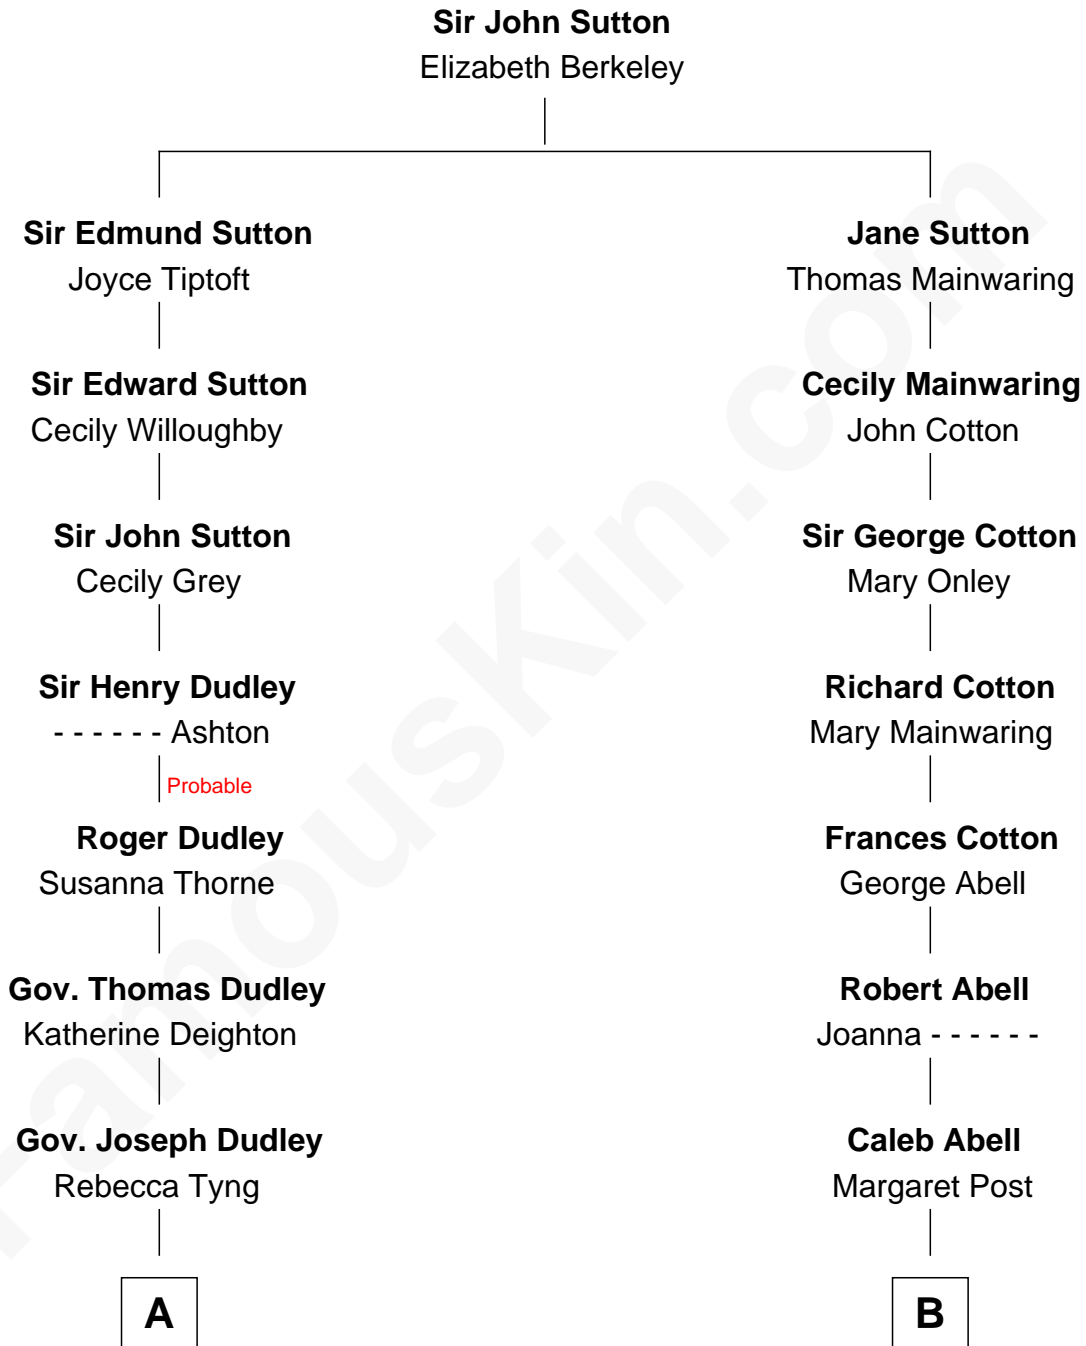 Sir John Sutton
Elizabeth Berkeley
Sir Edmund Sutton
Joyce Tiptoft
Jane Sutton
Thomas Mainwaring
Sir Edward Sutton
Cecily Willoughby
Cecily Mainwaring
John Cotton
Sir John Sutton
Cecily Grey
Sir George Cotton
Mary Onley
Sir Henry Dudley
- - - - - - Ashton
Richard Cotton
Mary Mainwaring
Probable
Roger Dudley
Susanna Thorne
Frances Cotton
George Abell
Gov. Thomas Dudley
Katherine Deighton
Robert Abell
Joanna - - - - - -
Gov. Joseph Dudley
Rebecca Tyng
Caleb Abell
Margaret Post
A
B
FamousKin.com